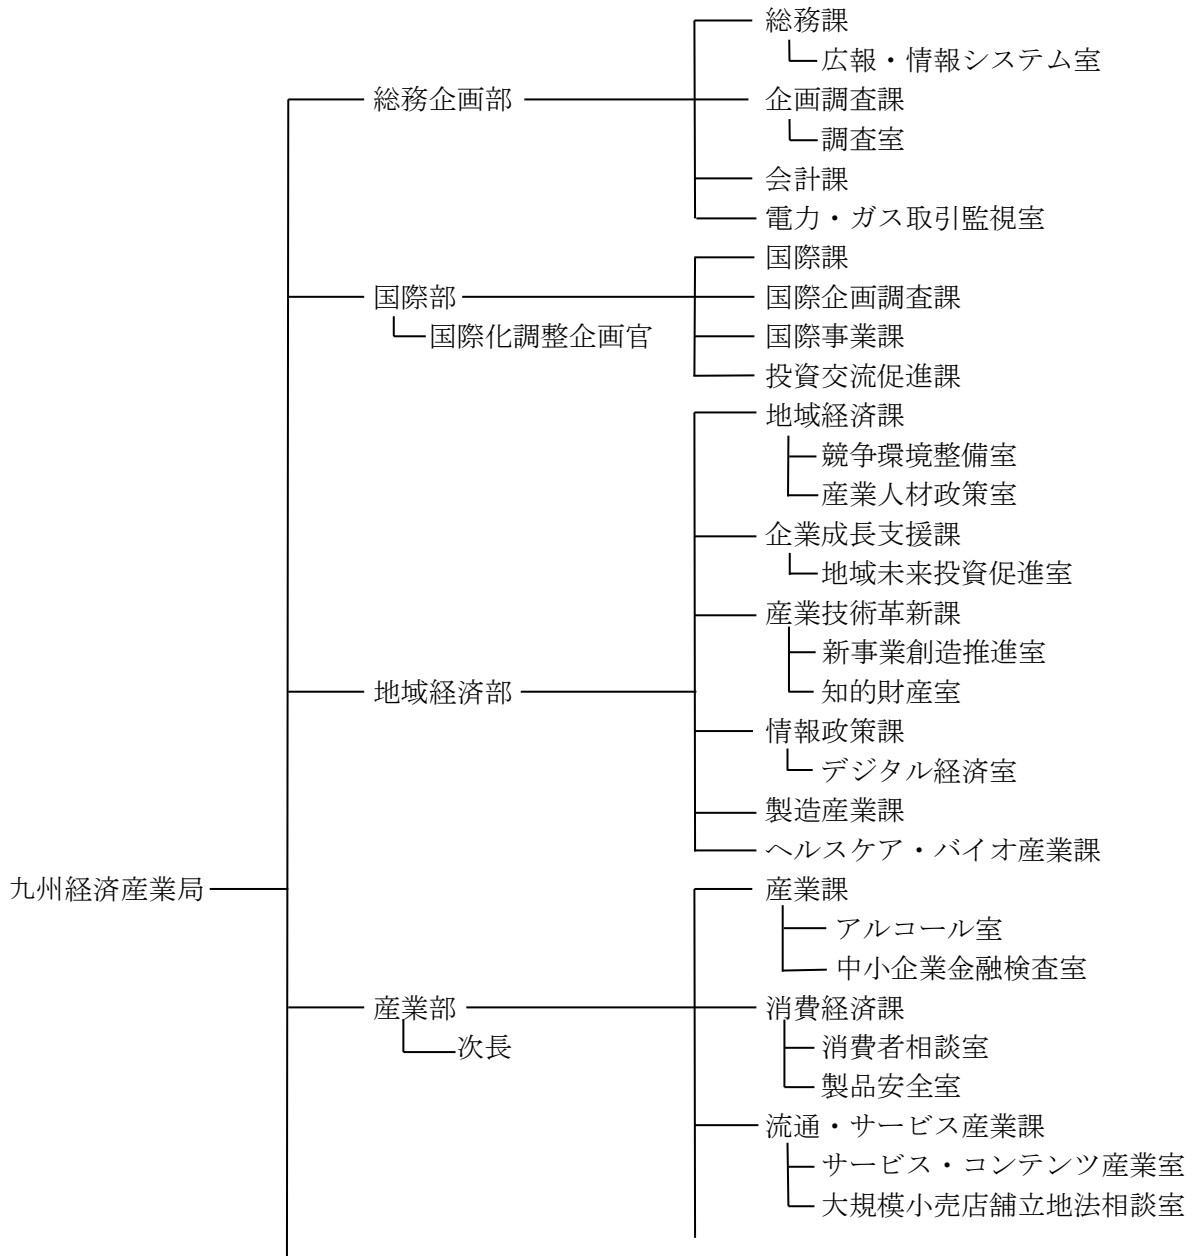 総務課
広報・情報システム室
総務企画部
企画調査課
調査室
会計課
電力・ガス取引監視室
国際課
国際部
国際企画調査課
国際化調整企画官
国際事業課
投資交流促進課
地域経済課
競争環境整備室
産業人材政策室
企業成長支援課
地域未来投資促進室
産業技術革新課
新事業創造推進室
地域経済部
知的財産室
情報政策課
デジタル経済室
製造産業課
ヘルスケア・バイオ産業課
九州経済産業局
産業課
アルコール室
中小企業金融検査室
産業部
消費経済課
次長
消費者相談室
製品安全室
流通・サービス産業課
サービス・コンテンツ産業室
大規模小売店舗立地法相談室